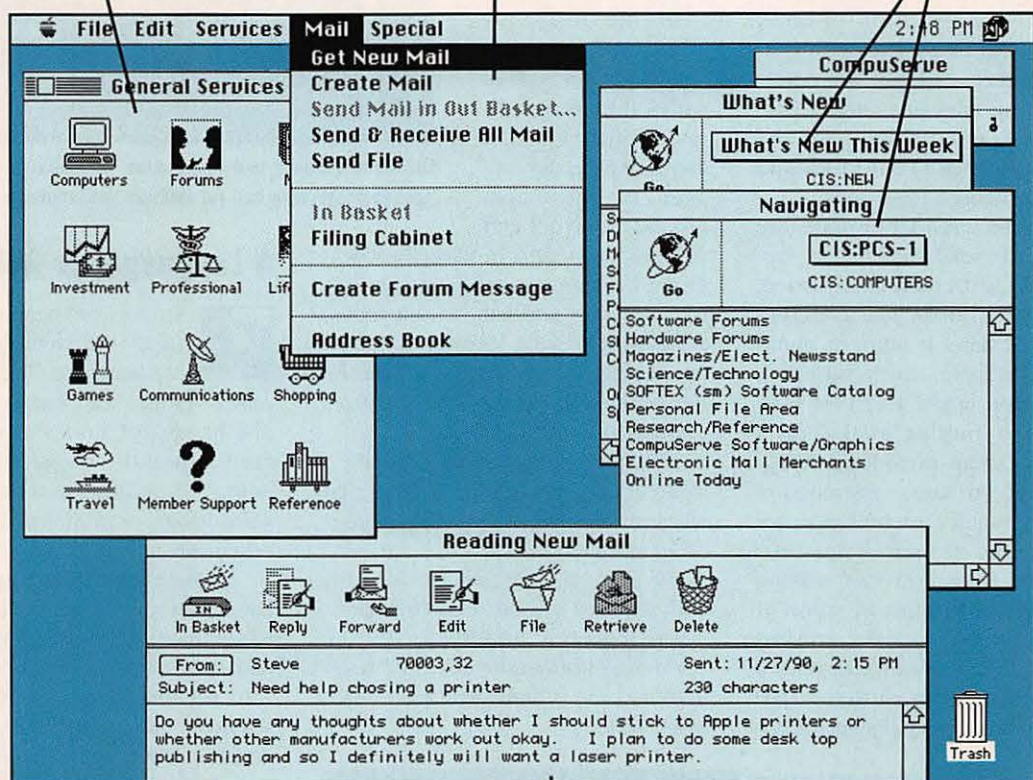 File Edit Services Mail Special 2:48 PM
Get New Mail
Create Mail
Send Mail in Out Basket...
Send & Receive All Mail
Send File
In Basket
Filing Cabinet
Create Forum Message
Address Book
General Services
Computers Forums
Investment Professional
Games Communications Shopping
Travel Member Support Reference
CompuServe
What's New
What's New This Week
Go
CIS:NEW
Navigating
CIS:PCS-1
Go
CIS:COMPUTERS
Software Forums
Hardware Forums
Magazines/Elect. Newsstand
Science/Technology
SOFTEX (sm) Software Catalog
Personal File Area
Research/Reference
CompuServe Software/Graphics
Electronic Mall Merchants
Online Today
Reading New Mail
In Basket Reply Forward Edit File Retrieve Delete
From: Steve 70003,32 Sent: 11/27/90, 2:15 PM
Subject: Need help chosing a printer 230 characters
Do you have any thoughts about whether I should stick to Apple printers or
whether other manufacturers work out okay. I plan to do some desk top
publishing and so I definitely will want a laser printer.
Trash